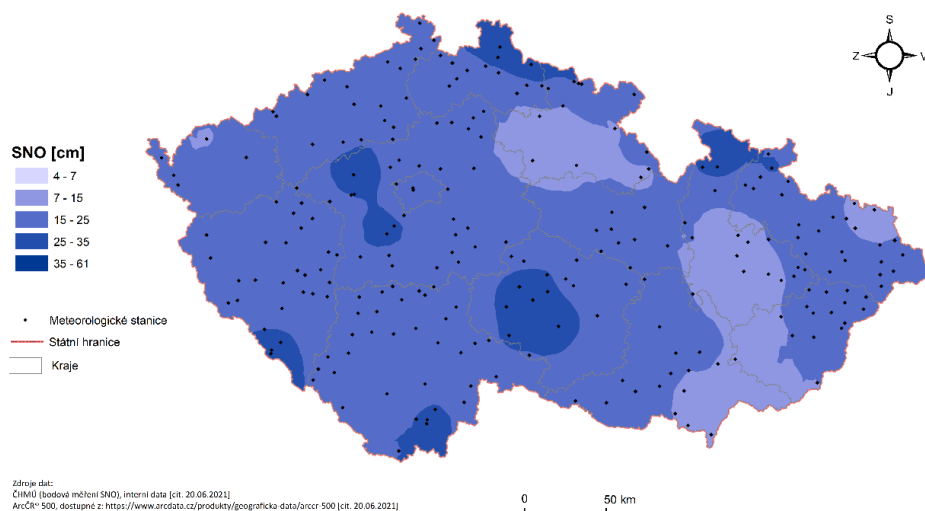 S
Z
V
J
SNO [cm]
4 - 7
7 - 15
15 - 25
25 - 35
35 - 61
Meteorologické stanice
Státní hranice
Kraje
Zdroje dat:
ČHMÚ (bodová měření SNO), interní data [cit. 20.06.2021]
ArcČR© 500, dostupné z: https://www.arcdata.cz/produkty/geograficka-data/arccr-500 [cit. 20.06.2021]
0 50 km